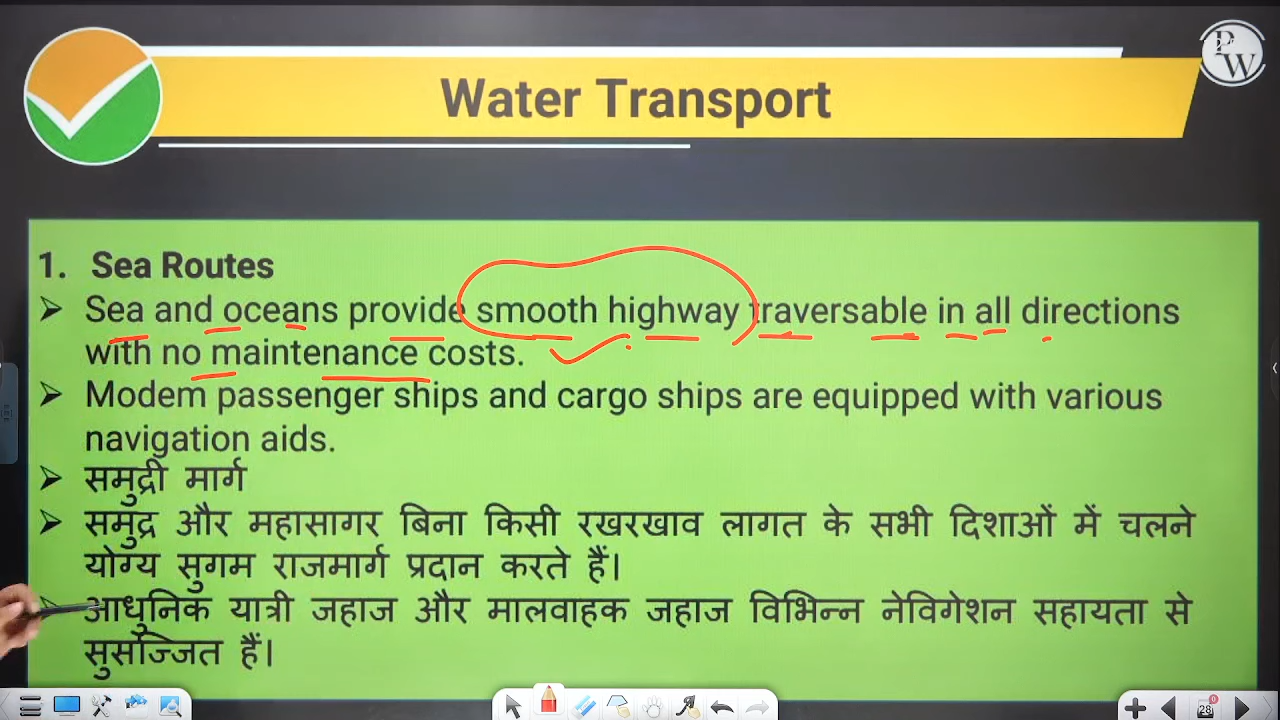 PW
Water Transport
1. Sea Routes
➤ Sea and oceans provide smooth highway traversable in all directions
with no maintenance costs.
➤ Modem passenger ships and cargo ships are equipped with various
navigation aids.
➤ समुद्री मार्ग
➤ समुद्र और महासागर बिना किसी रखरखाव लागत के सभी दिशाओं में चलने
योग्य सुगम राजमार्ग प्रदान करते हैं।
➤ आधुनिक यात्री जहाज और मालवाहक जहाज विभिन्न नेविगेशन सहायता से
सुसज्जित हैं।
28